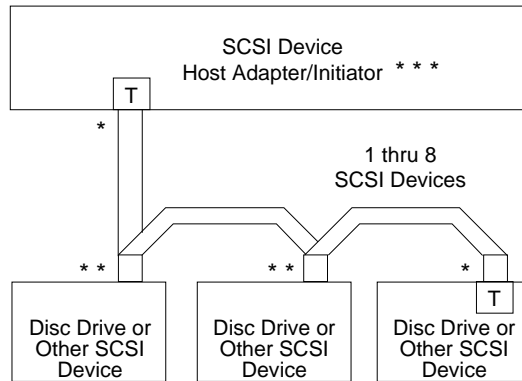 SCSI Device
Host Adapter/Initiator * * *
T
*
1 thru 8
SCSI Devices
* *
* *
*
T
Disc Drive or
Other SCSI
Device
Disc Drive or
Other SCSI
Device
Disc Drive or
Other SCSI
Device